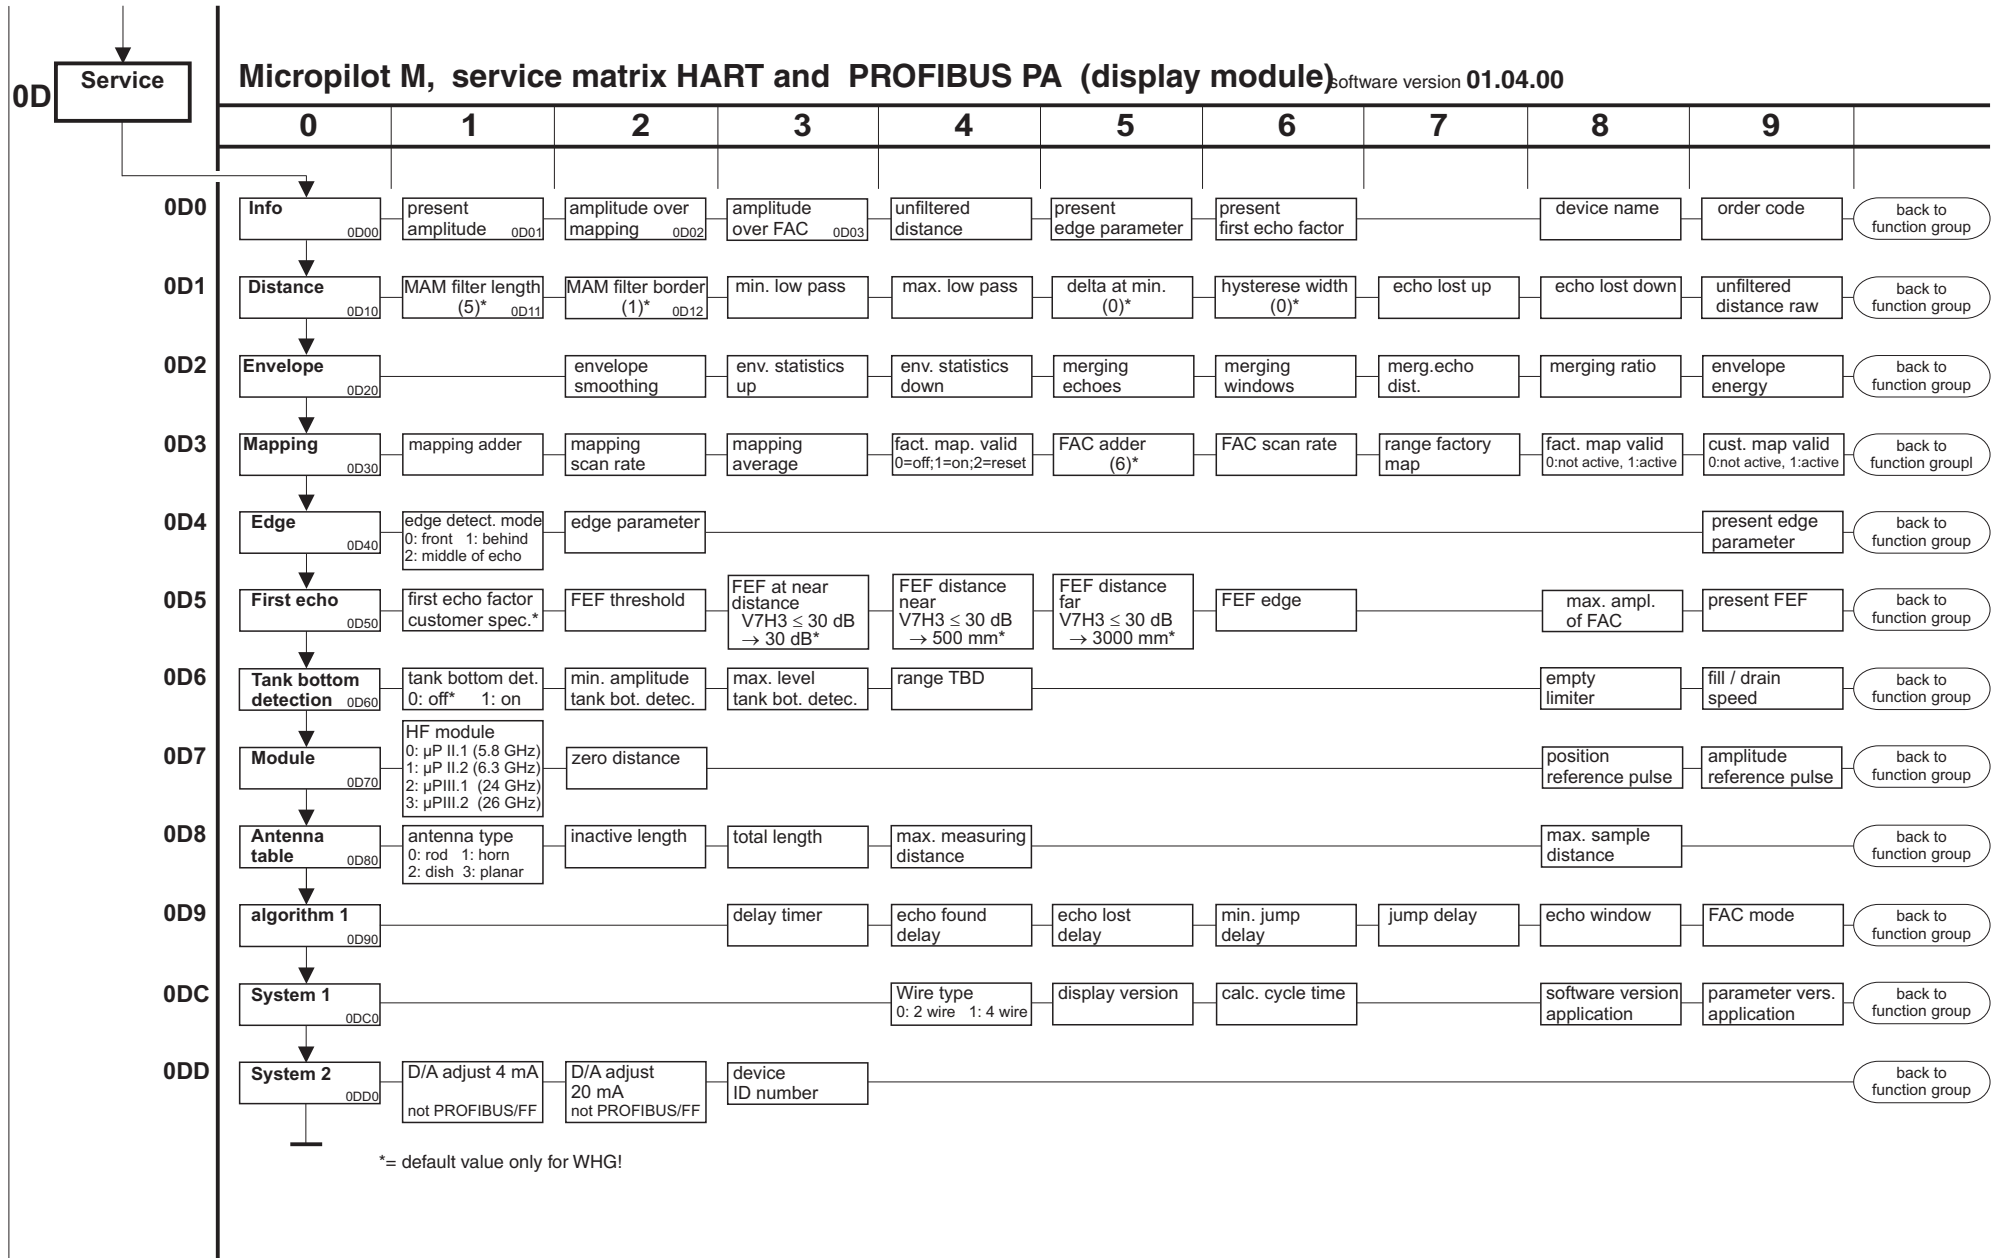 0D
Service
Micropilot M, service matrix HART and PROFIBUS PA (display module) software version 01.04.00
0 1 2 3 4 5 6 7 8 9
0D0
Info
0D00
present
amplitude 0D01
amplitude over
mapping 0D02
amplitude
over FAC 0D03
unfiltered
distance
present
edge parameter
present
first echo factor
device name
order code
back to
function group
0D1
Distance
0D10
MAM filter length
(5)* 0D11
MAM filter border
(1)* 0D12
min. low pass
max. low pass
delta at min.
(0)*
hysterese width
(0)*
echo lost up
echo lost down
unfiltered
distance raw
back to
function group
0D2
Envelope
0D20
envelope
smoothing
env. statistics
up
env. statistics
down
merging
echoes
merging
windows
merg.echo
dist.
merging ratio
envelope
energy
back to
function group
0D3
Mapping
0D30
mapping adder
mapping
scan rate
mapping
average
fact. map. valid
0=off;1=on;2=reset
FAC adder
(6)*
FAC scan rate
range factory
map
fact. map valid
0:not active, 1:active
cust. map valid
0:not active, 1:active
back to
function groupl
0D4
Edge
0D40
edge detect. mode
0: front 1: behind
2: middle of echo
edge parameter
present edge
parameter
back to
function group
0D5
First echo
0D50
first echo factor
customer spec.*
FEF threshold
FEF at near
distance
V7H3 ≤ 30 dB
→ 30 dB*
FEF distance
near
V7H3 ≤ 30 dB
→ 500 mm*
FEF distance
far
V7H3 ≤ 30 dB
→ 3000 mm*
FEF edge
max. ampl.
of FAC
present FEF
back to
function group
0D6
Tank bottom
detection 0D60
tank bottom det.
0: off* 1: on
min. amplitude
tank bot. detec.
max. level
tank bot. detec.
range TBD
empty
limiter
fill / drain
speed
back to
function group
0D7
Module
0D70
HF module
0: µP II.1 (5.8 GHz)
1: µP II.2 (6.3 GHz)
2: µPIII.1 (24 GHz)
3: µPIII.2 (26 GHz)
zero distance
position
reference pulse
amplitude
reference pulse
back to
function group
0D8
Antenna
table 0D80
antenna type
0: rod 1: horn
2: dish 3: planar
inactive length
total length
max. measuring
distance
max. sample
distance
back to
function group
0D9
algorithm 1
0D90
delay timer
echo found
delay
echo lost
delay
min. jump
delay
jump delay
echo window
FAC mode
back to
function group
0DC
System 1
0DC0
Wire type
0: 2 wire 1: 4 wire
display version
calc. cycle time
software version
application
parameter vers.
application
back to
function group
0DD
System 2
0DD0
D/A adjust 4 mA
not PROFIBUS/FF
D/A adjust
20 mA
not PROFIBUS/FF
device
ID number
back to
function group
*= default value only for WHG!